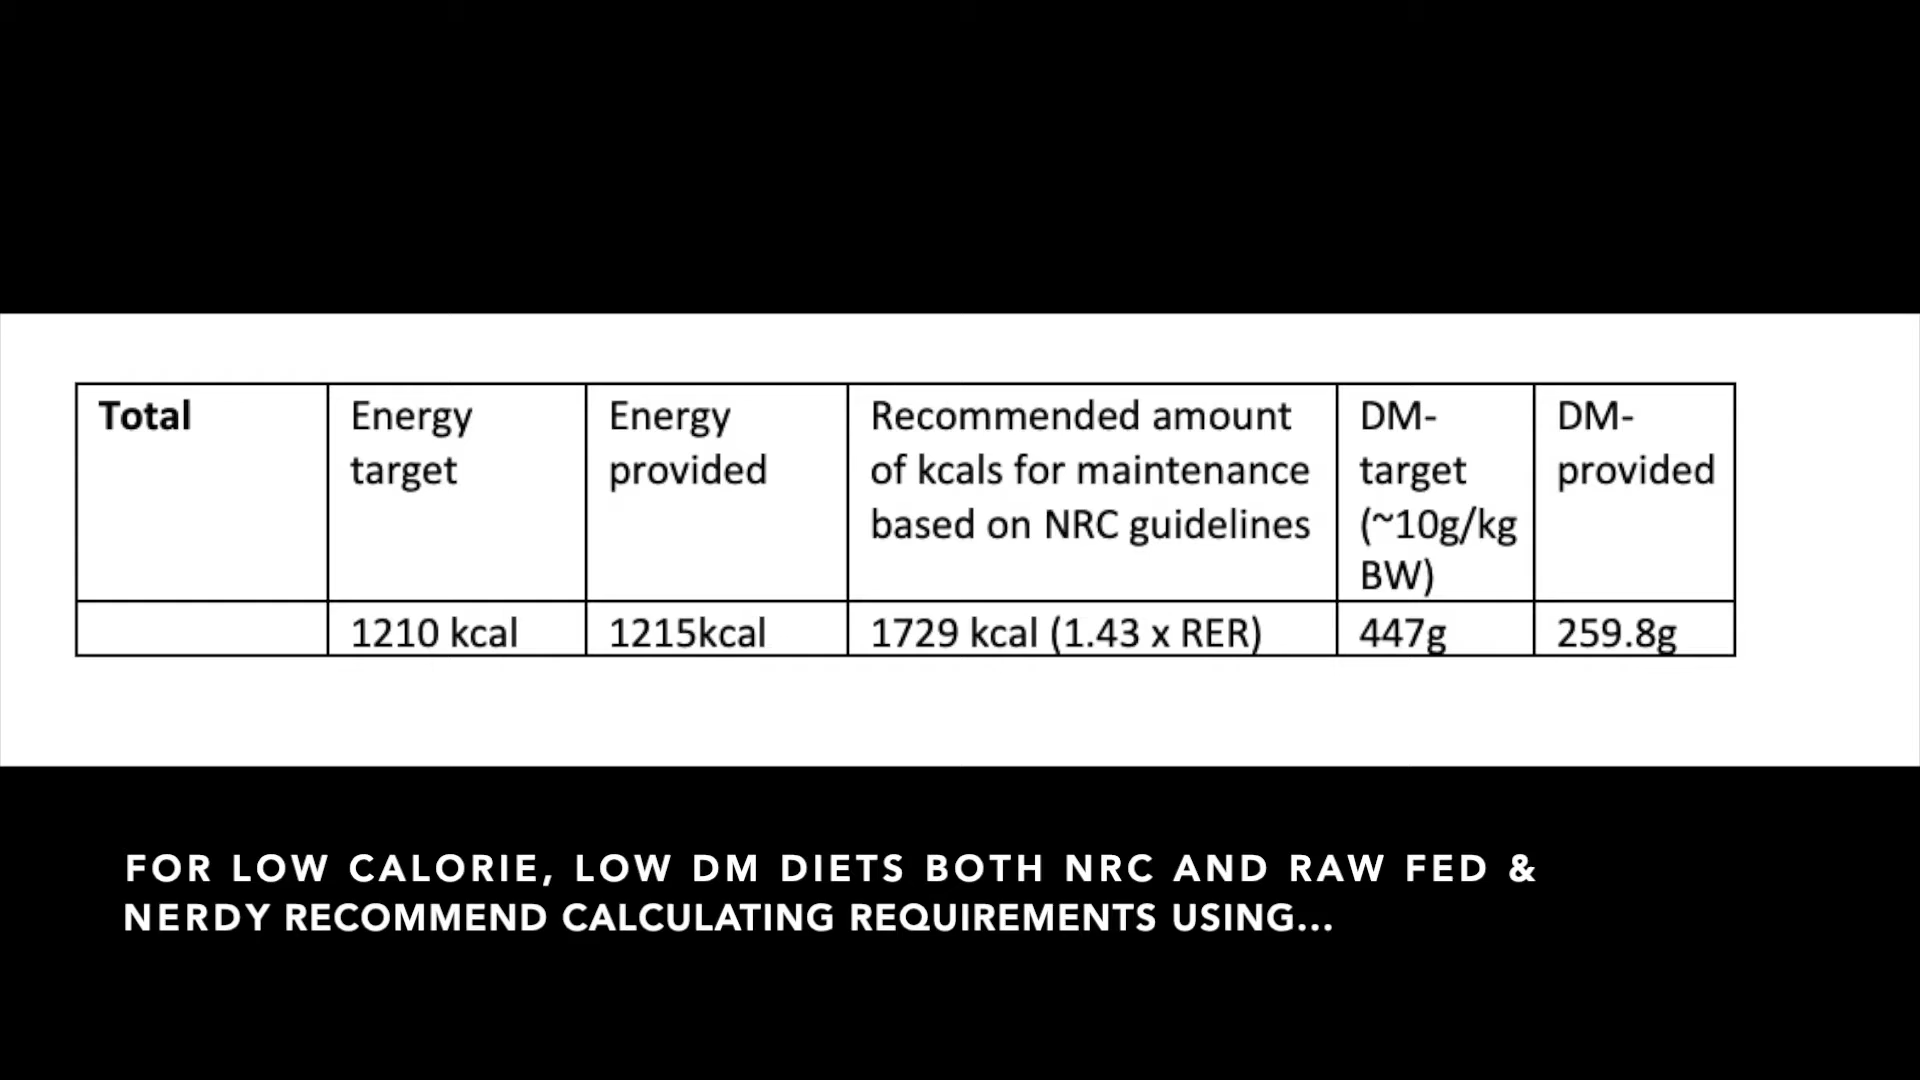 Total
Energy
target
Energy
provided
Recommended amount
of kcals for maintenance
based on NRC guidelines
DM-
target
(~10g/kg
BW)
DM-
provided
1210 kcal
1215kcal
1729 kcal (1.43 x RER)
447g
259.8g
FOR LOW CALORIE, LOW DM DIETS BOTH NRC AND RAW FED &
NERDY RECOMMEND CALCULATING REQUIREMENTS USING...